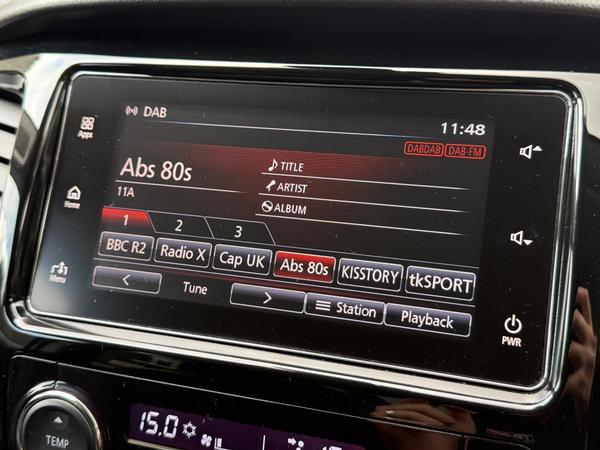 DAB
11:48
Apps
DABDAB DAB-FM
Abs 80s
TITLE
11A
ARTIST
Home
ALBUM
1 2 3
BBC R2 Radio X Cap UK Abs 80s KISSTORY tkSPORT
Menu
< Tune > Station Playback
PWR
TEMP
15.0